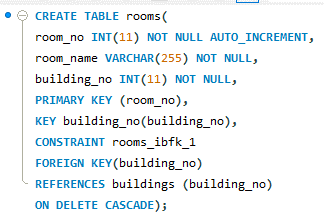 CREATE TABLE rooms(
room_no INT(11) NOT NULL AUTO_INCREMENT,
room_name VARCHAR(255) NOT NULL,
building_no INT(11) NOT NULL,
PRIMARY KEY (room_no),
KEY building_no(building_no),
CONSTRAINT rooms_ibfk_1
FOREIGN KEY(building_no)
REFERENCES buildings (building_no)
ON DELETE CASCADE);